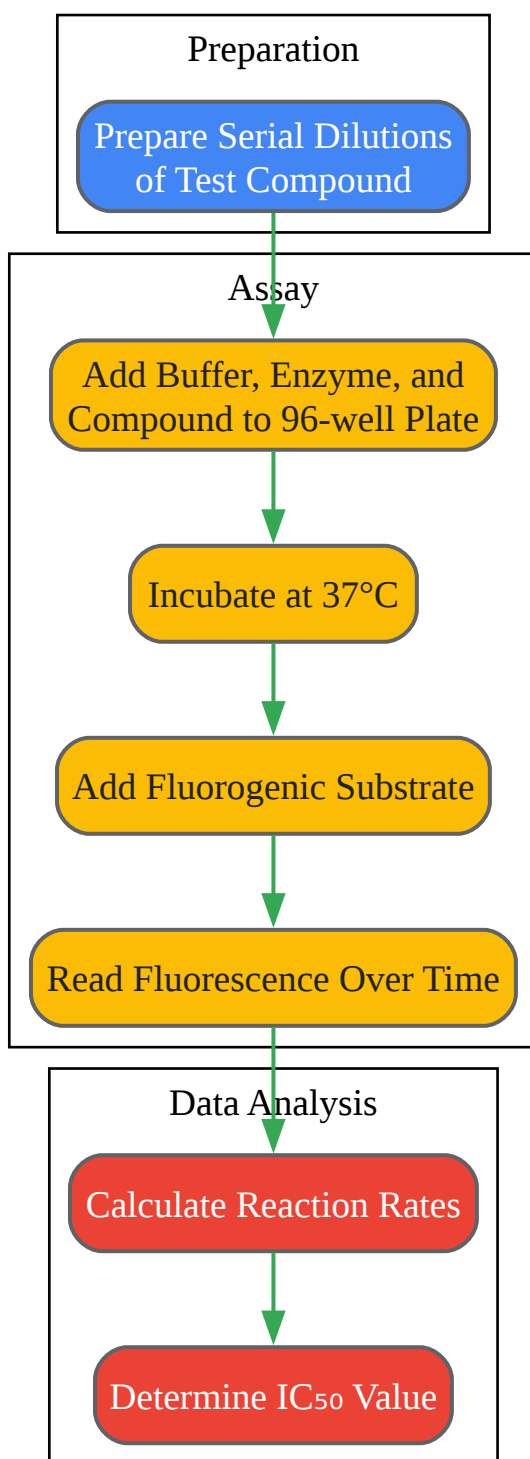 Preparation
Prepare Serial Dilutions
of Test Compound
Assay
Add Buffer, Enzyme, and
Compound to 96-well Plate
Incubate at 37°C
Add Fluorogenic Substrate
Read Fluorescence Over Time
Data Analysis
Calculate Reaction Rates
Determine IC₅₀ Value